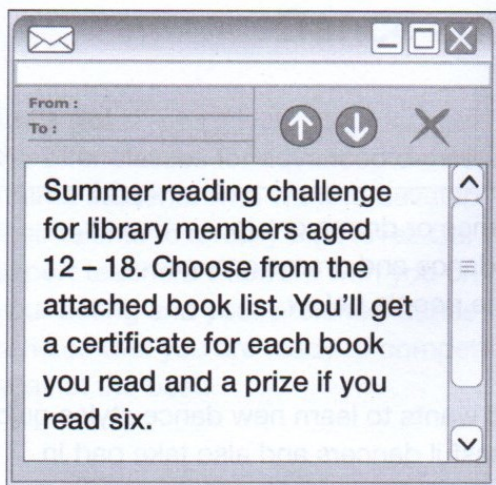 From :
To :
Summer reading challenge
for library members aged
12 – 18. Choose from the
attached book list. You'll get
a certificate for each book
you read and a prize if you
read six.